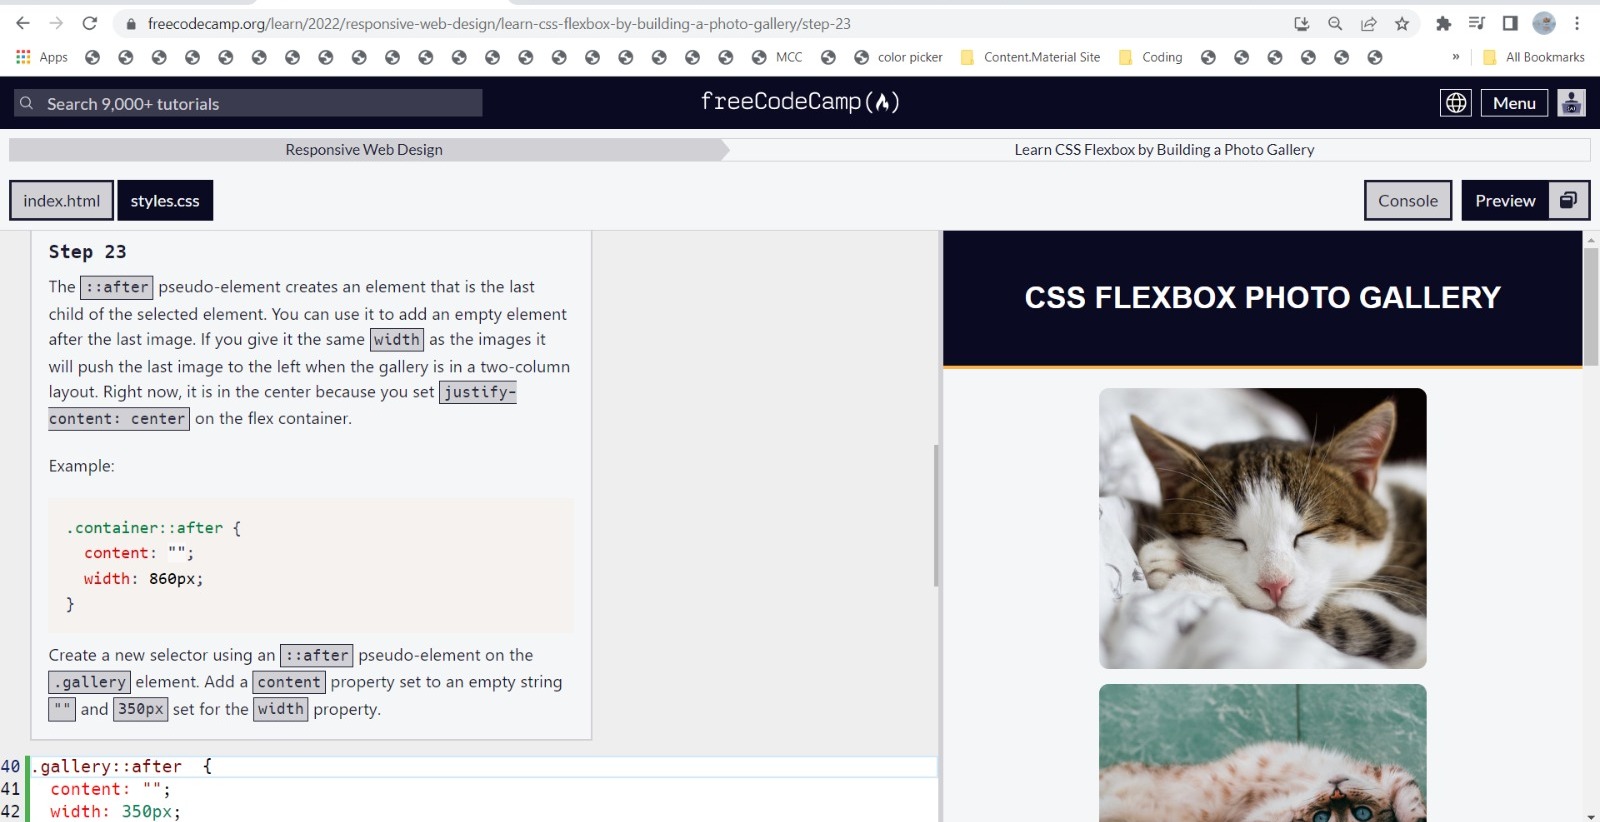 freecodecamp.org/learn/2022/responsive-web-design/learn-css-flexbox-by-building-a-photo-gallery/step-23
Apps MCC color picker Content.Material Site Coding » All Bookmarks
Search 9,000+ tutorials freeCodeCamp Menu
Responsive Web Design Learn CSS Flexbox by Building a Photo Gallery
index.html styles.css Console Preview
Step 23
The ::after pseudo-element creates an element that is the last
child of the selected element. You can use it to add an empty element
after the last image. If you give it the same width as the images it
will push the last image to the left when the gallery is in a two-column
layout. Right now, it is in the center because you set justify-
content: center on the flex container.
Example:
.container::after {
content: "";
width: 860px;
}
Create a new selector using an ::after pseudo-element on the
.gallery element. Add a content property set to an empty string
"" and 350px set for the width property.
40 .gallery::after  {
41 content: "";
42 width: 350px;
CSS FLEXBOX PHOTO GALLERY